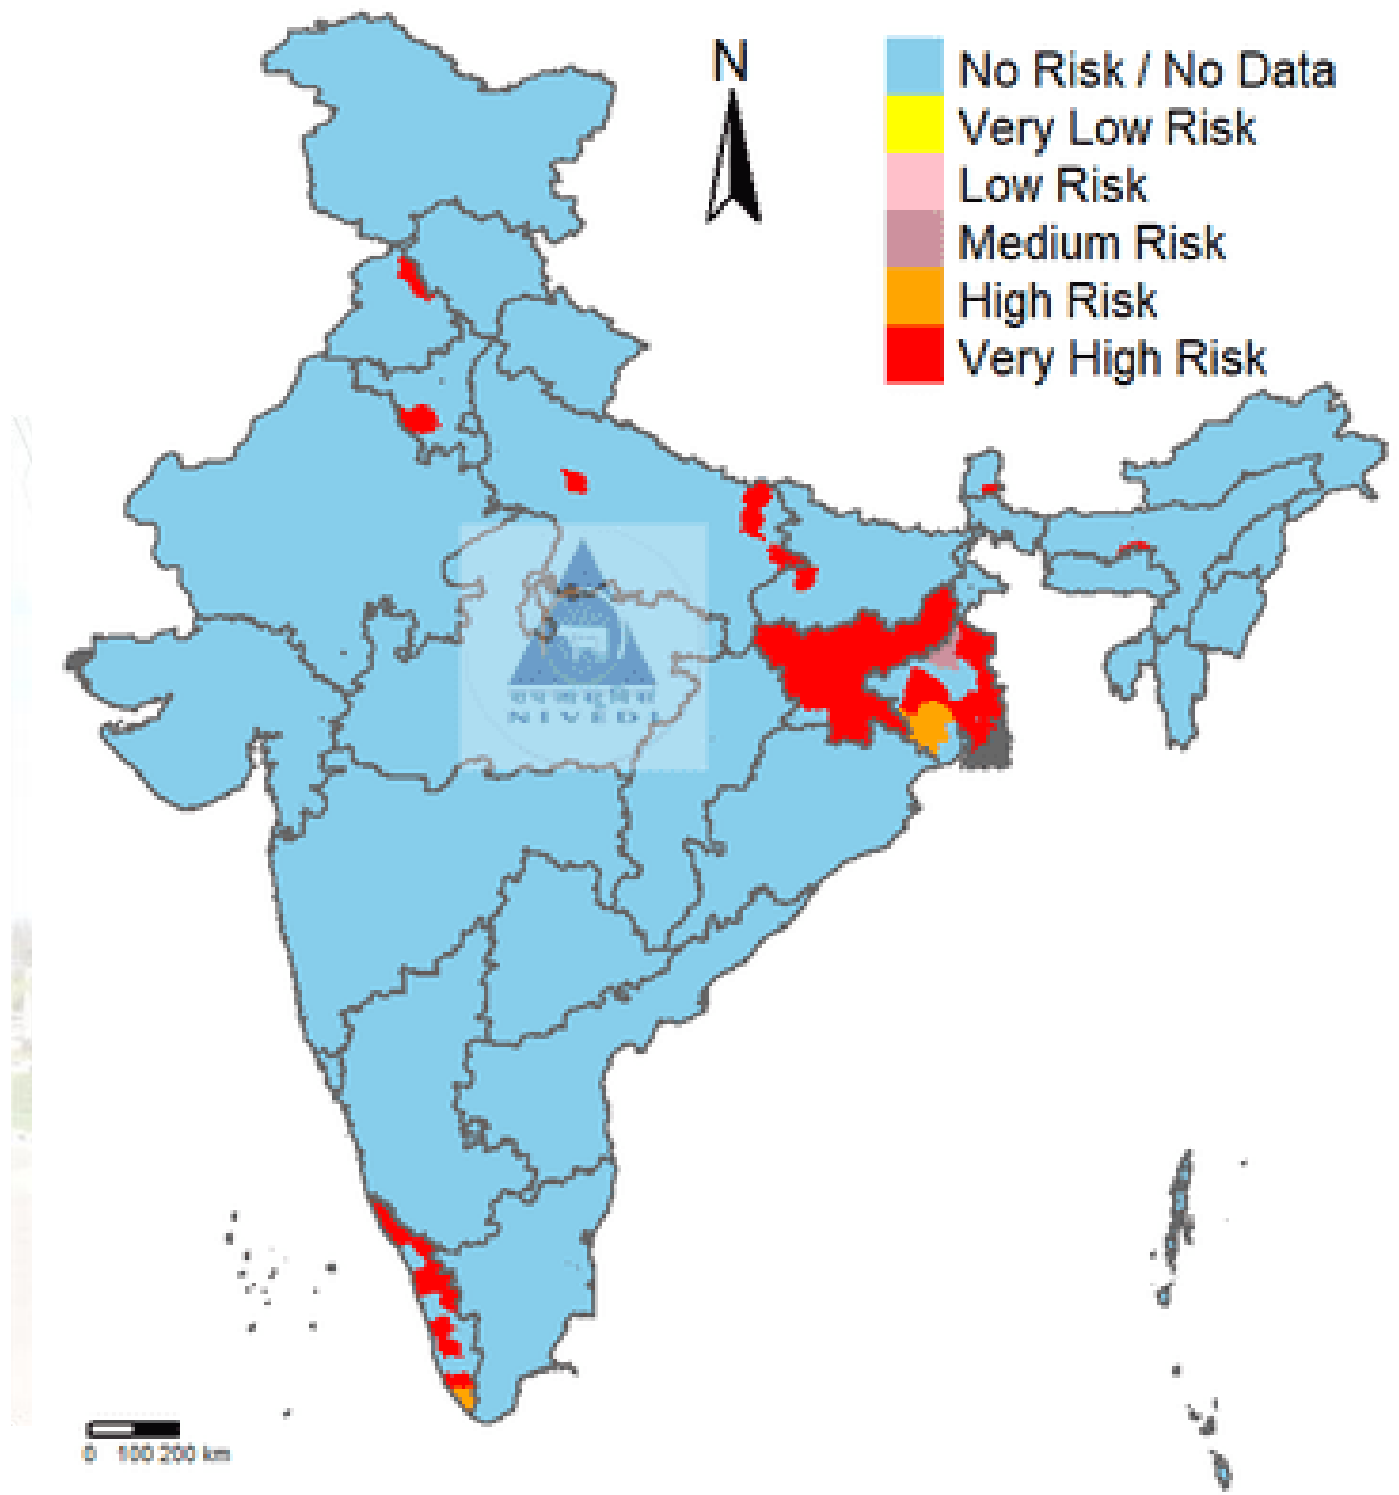 N
No Risk / No Data
Very Low Risk
Low Risk
Medium Risk
High Risk
Very High Risk
NIVEDI
0 100 200 km